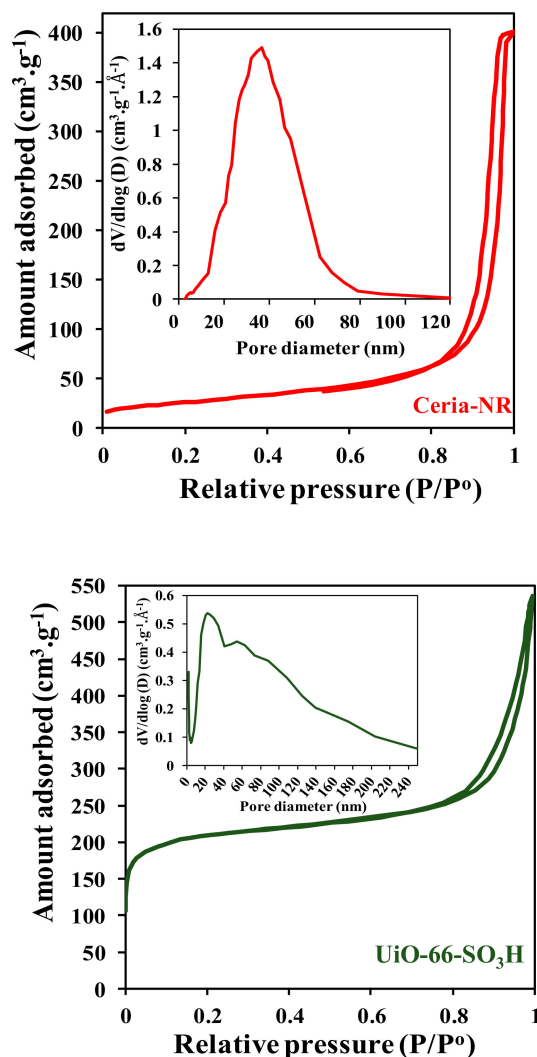 Amount adsorbed (cm³.g⁻¹)
400
350
300
250
200
150
100
50
0
dV/dlog (D) (cm³.g⁻¹.Å⁻¹)
1.6
1.4
1.2
1
0.8
0.6
0.4
0.2
0
0 20 40 60 80 100 120
Pore diameter (nm)
Ceria-NR
0 0.2 0.4 0.6 0.8 1
Relative pressure (P/Pᵒ)
Amount adsorbed (cm³.g⁻¹)
550
500
450
400
350
300
250
200
150
100
50
0
dV/dlog (D) (cm³.g⁻¹.Å⁻¹)
0.6
0.5
0.4
0.3
0.2
0.1
0
0 20 40 60 80 100 120 140 160 180 200 220 240
Pore diameter (nm)
UiO-66-SO₃H
0 0.2 0.4 0.6 0.8 1
Relative pressure (P/Pᵒ)